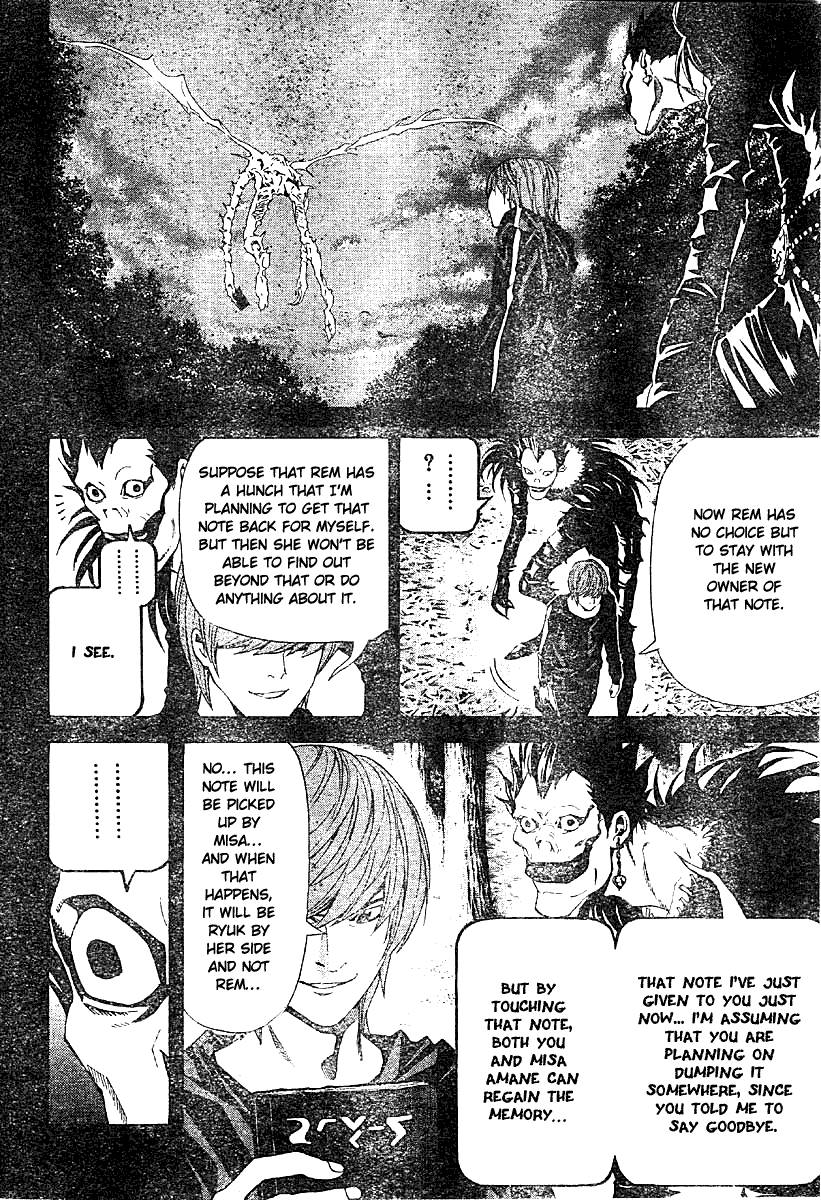 NOW REM HAS
NO CHOICE BUT
TO STAY WITH
THE NEW
OWNER OF
THAT NOTE.
......
?
SUPPOSE THAT REM HAS
A HUNCH THAT I'M
PLANNING TO GET THAT
NOTE BACK FOR MYSELF.
BUT THEN SHE WON'T BE
ABLE TO FIND OUT
BEYOND THAT OR DO
ANYTHING ABOUT IT.
......
I SEE.
THAT NOTE I'VE JUST
GIVEN TO YOU JUST
NOW... I'M ASSUMING
THAT YOU ARE
PLANNING ON
DUMPING IT
SOMEWHERE, SINCE
YOU TOLD ME TO
SAY GOODBYE.
BUT BY
TOUCHING
THAT NOTE,
BOTH YOU
AND MISA
AMANE CAN
REGAIN THE
MEMORY...
NO... THIS
NOTE WILL
BE PICKED
UP BY
MISA...
AND WHEN
THAT
HAPPENS,
IT WILL BE
RYUK BY
HER SIDE
AND NOT
REM...
......